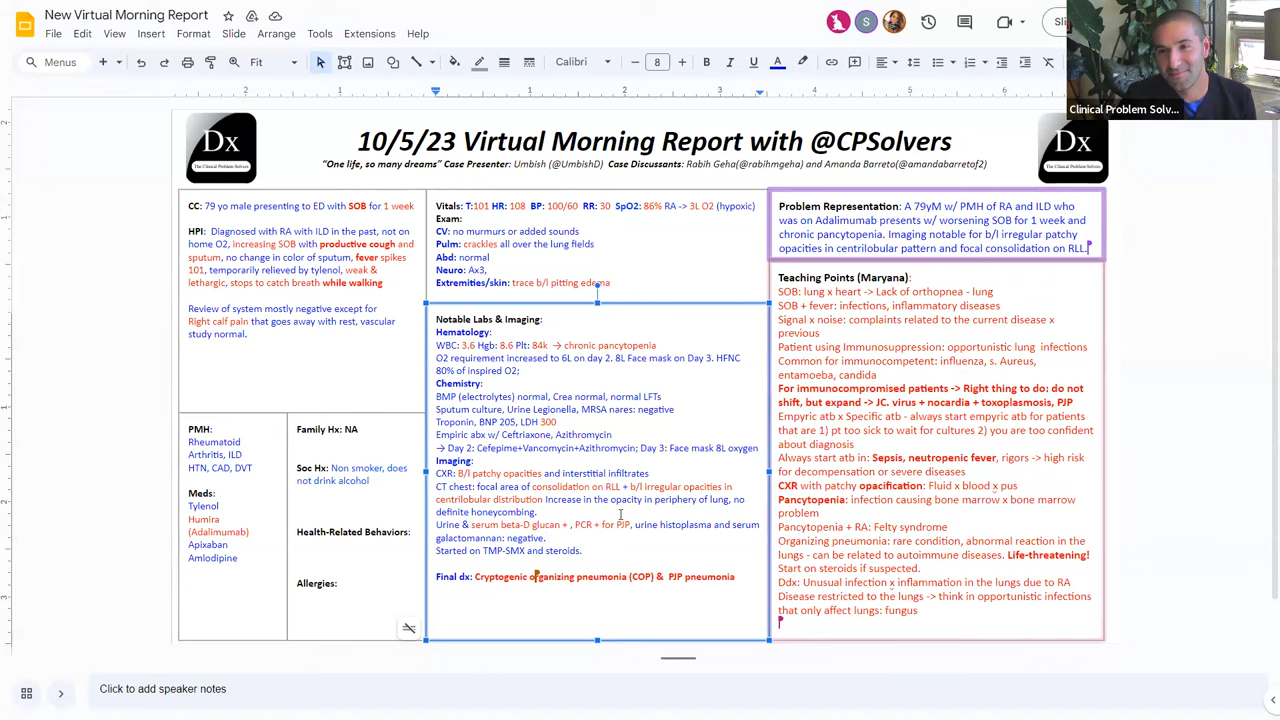 New Virtual Morning Report
File Edit View Insert Format Slide Arrange Tools Extensions Help
S
Menus
Fit
Calibri
8
B I U A
Clinical Problem Solv...
1 1 2 3 4
2 1 1 2 3
Dx
The Clinical Problem Solvers
10/5/23 Virtual Morning Report with @CPSolvers
"One life, so many dreams" Case Presenter: Umbish (@UmbishD) Case Discussants: Rabih Geha(@rabihmgeha) and Amanda Barreto(@amandabarretof2)
Dx
The Clinical Problem Solvers
CC: 79 yo male presenting to ED with SOB for 1 week
HPI: Diagnosed with RA with ILD in the past, not on
home O2, increasing SOB with productive cough and
sputum, no change in color of sputum, fever spikes
101, temporarily relieved by tylenol, weak &
lethargic, stops to catch breath while walking
Review of system mostly negative except for
Right calf pain that goes away with rest, vascular
study normal.
PMH:
Rheumatoid
Arthritis, ILD
HTN, CAD, DVT
Meds:
Tylenol
Humira
(Adalimumab)
Apixaban
Amlodipine
Family Hx: NA
Soc Hx: Non smoker, does
not drink alcohol
Health-Related Behaviors:
Allergies:
Vitals: T:101 HR: 108 BP: 100/60 RR: 30 SpO2: 86% RA -> 3L O2 (hypoxic)
Exam:
CV: no murmurs or added sounds
Pulm: crackles all over the lung fields
Abd: normal
Neuro: Ax3,
Extremities/skin: trace b/l pitting edema
Notable Labs & Imaging:
Hematology:
WBC: 3.6 Hgb: 8.6 Plt: 84k → chronic pancytopenia
O2 requirement increased to 6L on day 2. 8L Face mask on Day 3. HFNC
80% of inspired O2;
Chemistry:
BMP (electrolytes) normal, Crea normal, normal LFTs
Sputum culture, Urine Legionella, MRSA nares: negative
Troponin, BNP 205, LDH 300
Empiric abx w/ Ceftriaxone, Azithromycin
→ Day 2: Cefepime+Vancomycin+Azithromycin; Day 3: Face mask 8L oxygen
Imaging:
CXR: B/l patchy opacities and interstitial infiltrates
CT chest: focal area of consolidation on RLL + b/l irregular opacities in
centrilobular distribution Increase in the opacity in periphery of lung, no
definite honeycombing.
Urine & serum beta-D glucan + , PCR + for PJP, urine histoplasma and serum
galactomannan: negative.
Started on TMP-SMX and steroids.
Final dx: Cryptogenic organizing pneumonia (COP) & PJP pneumonia
Problem Representation: A 79yM w/ PMH of RA and ILD who
was on Adalimumab presents w/ worsening SOB for 1 week and
chronic pancytopenia. Imaging notable for b/l irregular patchy
opacities in centrilobular pattern and focal consolidation on RLL.
Teaching Points (Maryana):
SOB: lung x heart -> Lack of orthopnea - lung
SOB + fever: infections, inflammatory diseases
Signal x noise: complaints related to the current disease x
previous
Patient using Immunosuppression: opportunistic lung infections
Common for immunocompetent: influenza, s. Aureus,
entamoeba, candida
For immunocompromised patients -> Right thing to do: do not
shift, but expand -> JC. virus + nocardia + toxoplasmosis, PJP
Empyric atb x Specific atb - always start empyric atb for patients
that are 1) pt too sick to wait for cultures 2) you are too confident
about diagnosis
Always start atb in: Sepsis, neutropenic fever, rigors -> high risk
for decompensation or severe diseases
CXR with patchy opacification: Fluid x blood x pus
Pancytopenia: infection causing bone marrow x bone marrow
problem
Pancytopenia + RA: Felty syndrome
Organizing pneumonia: rare condition, abnormal reaction in the
lungs - can be related to autoimmune diseases. Life-threatening!
Start on steroids if suspected.
Ddx: Unusual infection x inflammation in the lungs due to RA
Disease restricted to the lungs -> think in opportunistic infections
that only affect lungs: fungus
Click to add speaker notes